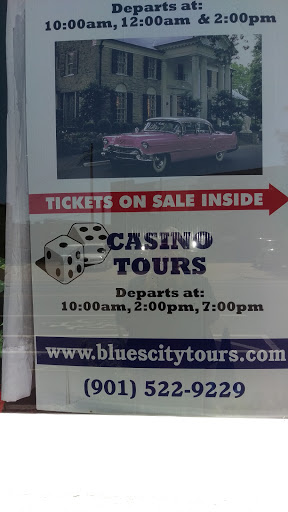 Departs at:
10:00am, 12:00am & 2:00pm
TICKETS ON SALE INSIDE
CASINO
TOURS
Departs at:
10:00am, 2:00pm, 7:00pm
www.bluescitytours.com
(901) 522-9229